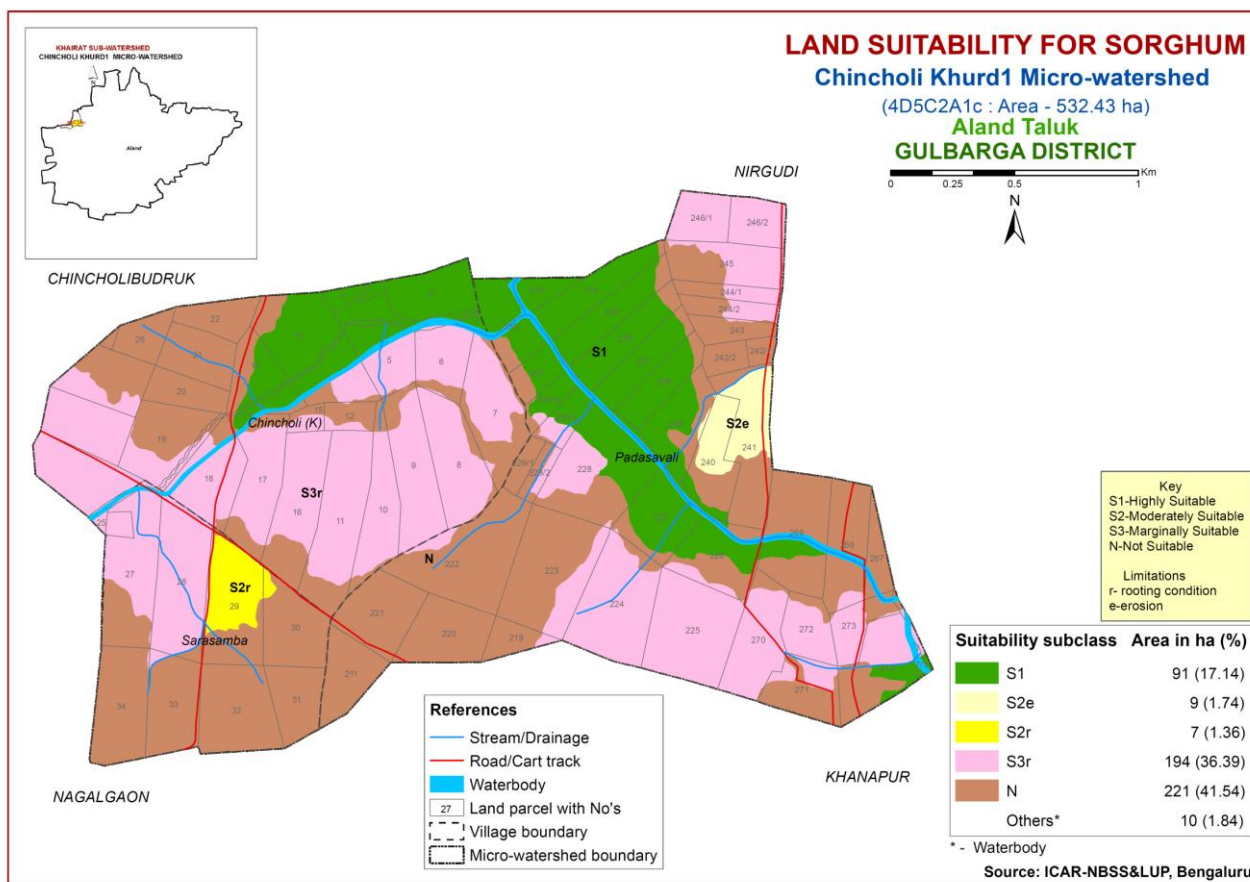 KHAIRAT SUB-WATERSHED
CHINCHOLI KHURD1 MICRO-WATERSHED
N
Aland
LAND SUITABILITY FOR SORGHUM
Chincholi Khurd1 Micro-watershed
(4D5C2A1c : Area - 532.43 ha)
Aland Taluk
GULBARGA DISTRICT
0 0.25 0.5 1 Km
N
NIRGUDI
CHINCHOLIBUDRUK
246/1 246/2
245
244/1
244/2
243
242/2 242/
22
26
21
20
19
S1
5
6
7
15
12
Chincholi (K)
S2e
241
240
Padasavali
18
17
16
11
10
9
8
S3r
229/1
229/2
228
N
222
223
25
27
28
S2r
29
Sarasamba
30
221
220
219
211
224
225
226
269
268
267
270
272
273
271
34
33
32
31
NAGALGAON
KHANAPUR
Key
S1-Highly Suitable
S2-Moderately Suitable
S3-Marginally Suitable
N-Not Suitable
Limitations
r- rooting condition
e-erosion
Suitability subclass Area in ha (%)
S1 91 (17.14)
S2e 9 (1.74)
S2r 7 (1.36)
S3r 194 (36.39)
N 221 (41.54)
Others* 10 (1.84)
* - Waterbody
References
Stream/Drainage
Road/Cart track
Waterbody
27 Land parcel with No's
Village boundary
Micro-watershed boundary
Source: ICAR-NBSS&LUP, Bengaluru